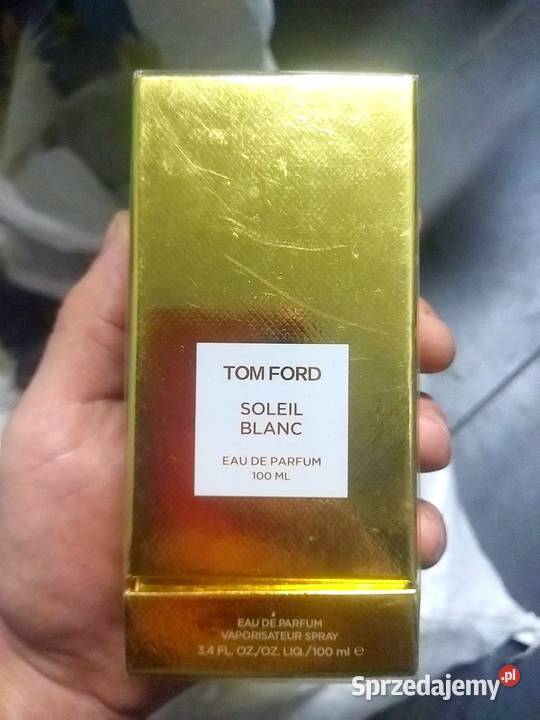 TOM FORD
SOLEIL
BLANC
EAU DE PARFUM
100 ML
EAU DE PARFUM
VAPORISATEUR SPRAY
3.4 FL. OZ./OZ. LIQ./100 ml ℮
Sprzedajemy.pl